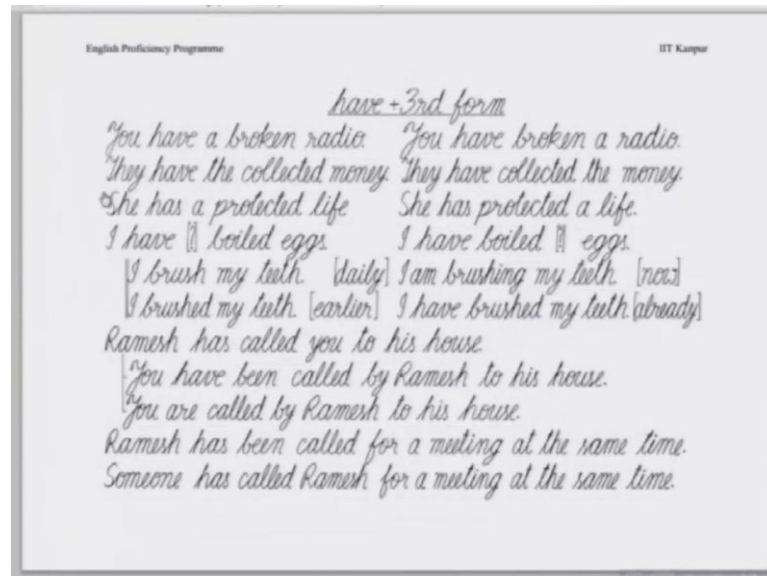 English Proficiency Programme IIT Kanpur
have + 3rd form
You have a broken radio. You have broken a radio.
They have the collected money. They have collected the money.
She has a protected life She has protected a life.
I have [] boiled eggs. I have boiled [] eggs.
I brush my teeth. [daily] I am brushing my teeth. [now]
I brushed my teeth. [earlier] I have brushed my teeth. [already]
Ramesh has called you to his house.
You have been called by Ramesh to his house.
You are called by Ramesh to his house.
Ramesh has been called for a meeting at the same time.
Someone has called Ramesh for a meeting at the same time.